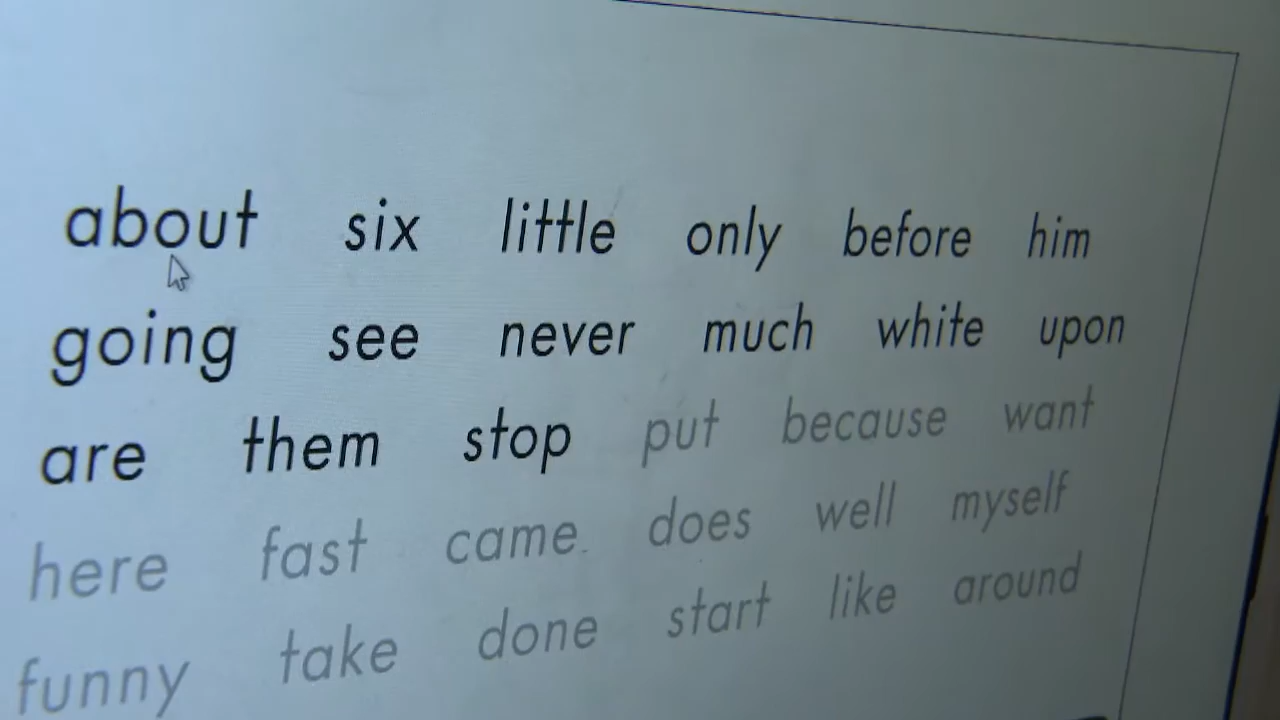 about six little only before him
going see never much white upon
are them stop put because want
here fast came does well myself
funny take done start like around